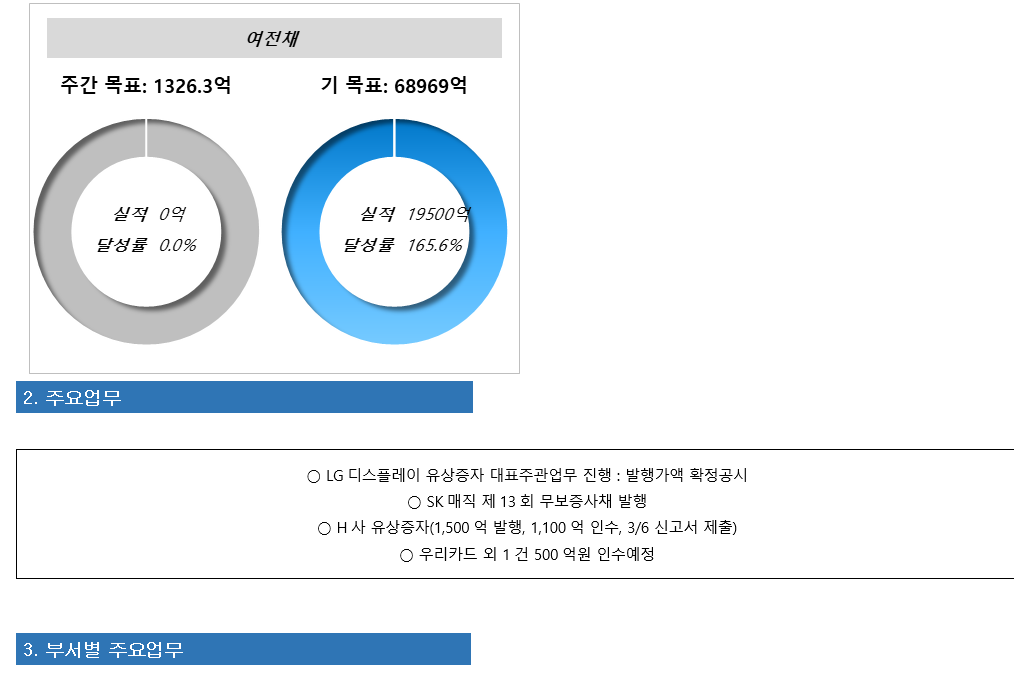 여전채
주간 목표: 1326.3억
기 목표: 68969억
실적 0억
달성률 0.0%
실적 19500억
달성률 165.6%
2. 주요업무
○ LG 디스플레이 유상증자 대표주관업무 진행 : 발행가액 확정공시
○ SK 매직 제 13 회 무보증사채 발행
○ H 사 유상증자(1,500 억 발행, 1,100 억 인수, 3/6 신고서 제출)
○ 우리카드 외 1 건 500 억원 인수예정
3. 부서별 주요업무